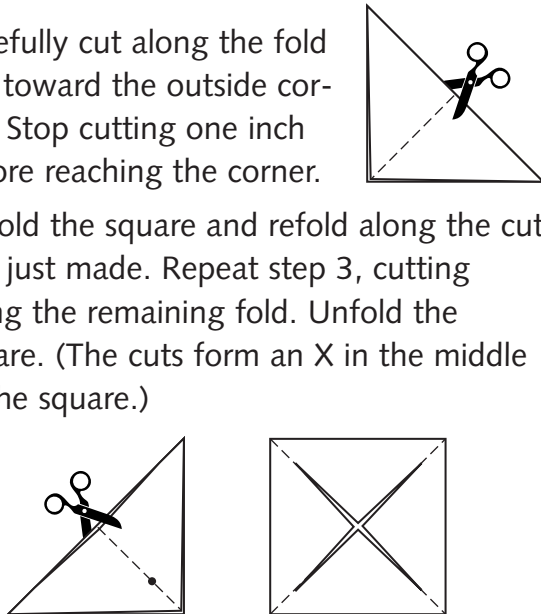 efully cut along the fold
toward the outside cor-
Stop cutting one inch
ore reaching the corner.
old the square and refold along the cut
just made. Repeat step 3, cutting
ng the remaining fold. Unfold the
are. (The cuts form an X in the middle
he square.)